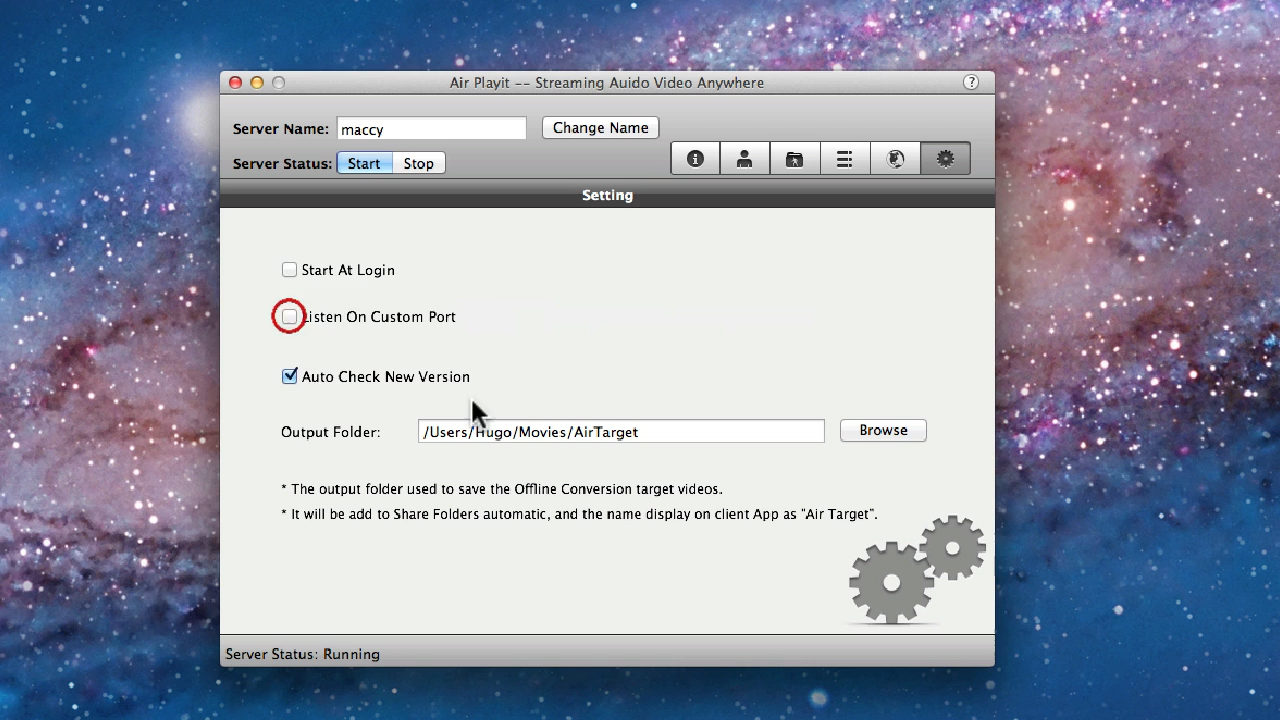 Air Playit -- Streaming Auido Video Anywhere
?
Server Name: maccy Change Name
Server Status: Start Stop
Setting
Start At Login
Listen On Custom Port
Auto Check New Version
Output Folder: /Users/Hugo/Movies/AirTarget Browse
* The output folder used to save the Offline Conversion target videos.
* It will be add to Share Folders automatic, and the name display on client App as "Air Target".
Server Status: Running